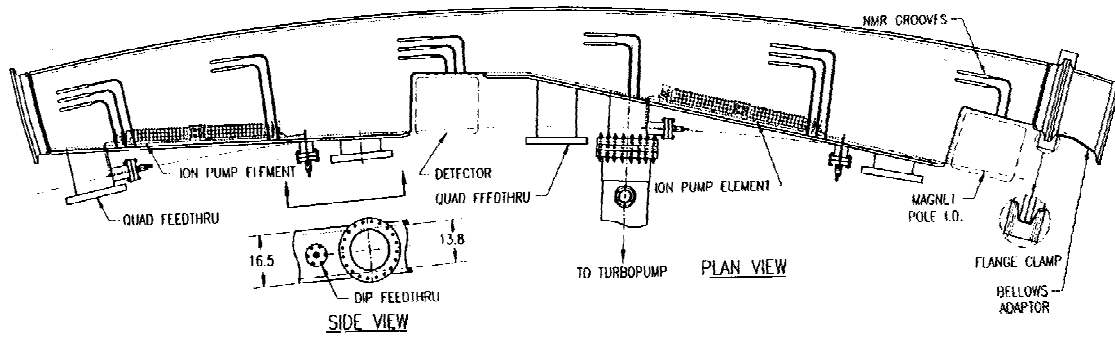 NMR GROOVES
ION PUMP ELEMENT
DETECTOR
QUAD FEEDTHRU
QUAD FEEDTHRU
ION PUMP ELEMENT
MAGNET
POLE I.D.
16.5
13.8
DIP FEEDTHRU
SIDE VIEW
TO TURBOPUMP
PLAN VIEW
FLANGE CLAMP
BELLOWS
ADAPTOR